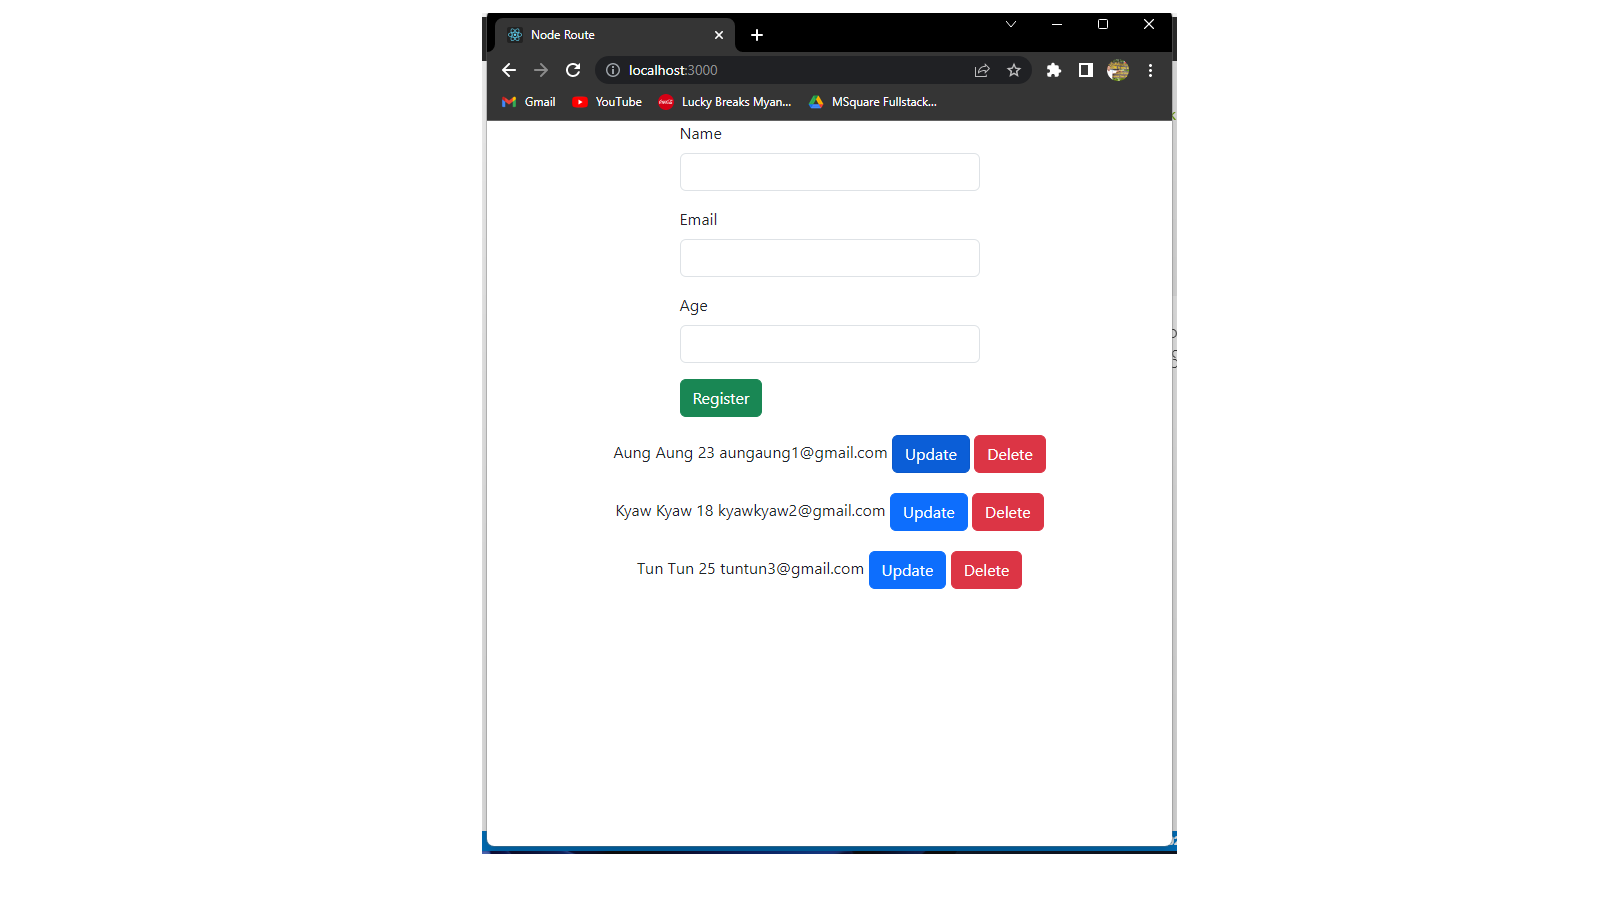 Node Route
localhost:3000
Gmail YouTube Lucky Breaks Myan... MSquare Fullstack...
Name
Email
Age
Register
Aung Aung 23 aungaung1@gmail.com Update Delete
Kyaw Kyaw 18 kyawkyaw2@gmail.com Update Delete
Tun Tun 25 tuntun3@gmail.com Update Delete